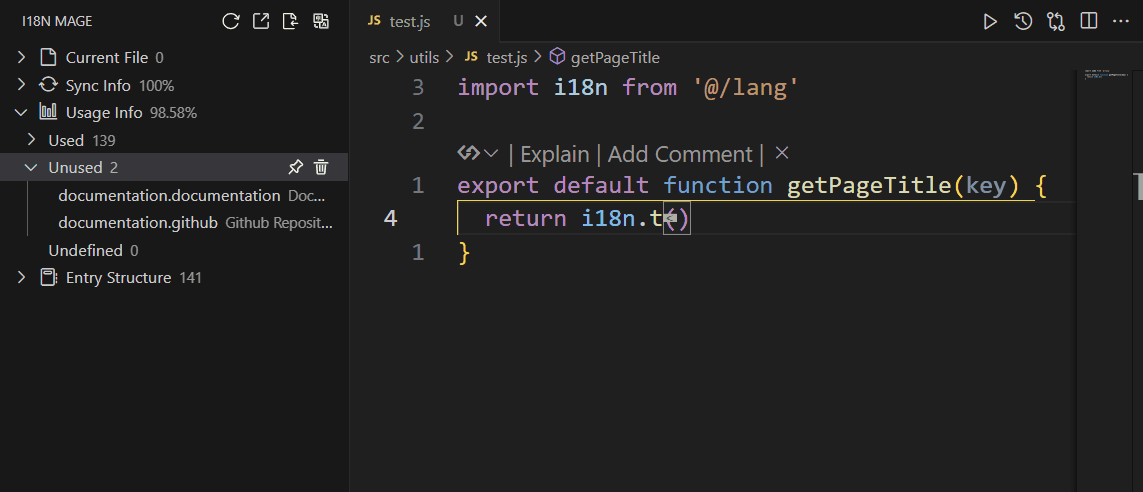 I18N MAGE
Current File 0
Sync Info 100%
Usage Info 98.58%
Used 139
Unused 2
documentation.documentation Doc...
documentation.github Github Reposit...
Undefined 0
Entry Structure 141
JS test.js U
src > utils > JS test.js > getPageTitle
3 import i18n from '@/lang'
2
| Explain | Add Comment | ×
1 export default function getPageTitle(key) {
4 return i18n.t()
1 }